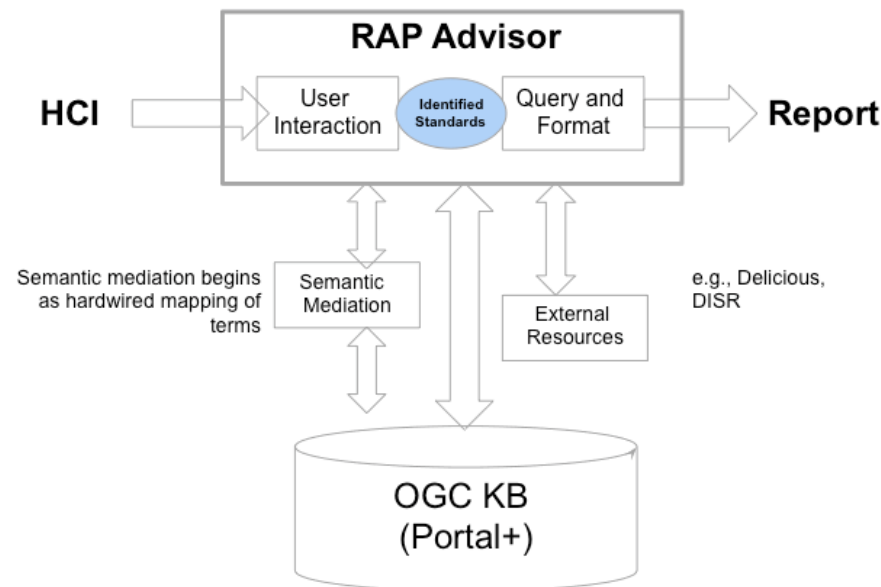 RAP Advisor
HCI
User
Interaction
Identified
Standards
Query and
Format
Report
Semantic mediation begins
as hardwired mapping of
terms
Semantic
Mediation
External
Resources
e.g., Delicious,
DISR
OGC KB
(Portal+)